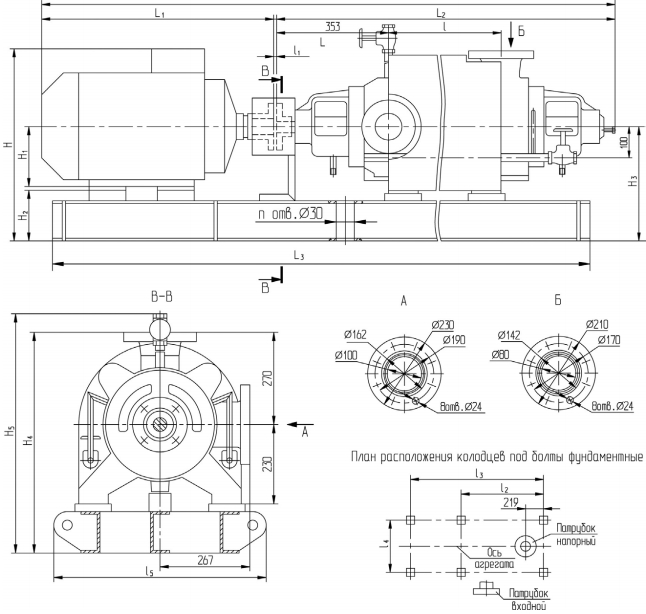 L₁
L₂
353
l
Б
L
l₁
В
H
H₁
H₂
100
H₃
n отв.Ø30
L₃
В
В-В
А
Б
H₅
H₄
270
230
А
267
l₅
Ø162
Ø230
Ø190
Ø100
8отв.Ø24
Ø142
Ø210
Ø170
Ø80
8отв.Ø24
План расположения колодцев под болты фундаментные
l₃
l₂
219
l₄
Патрубок
напорный
Ось
агрегата
Патрубок
входной